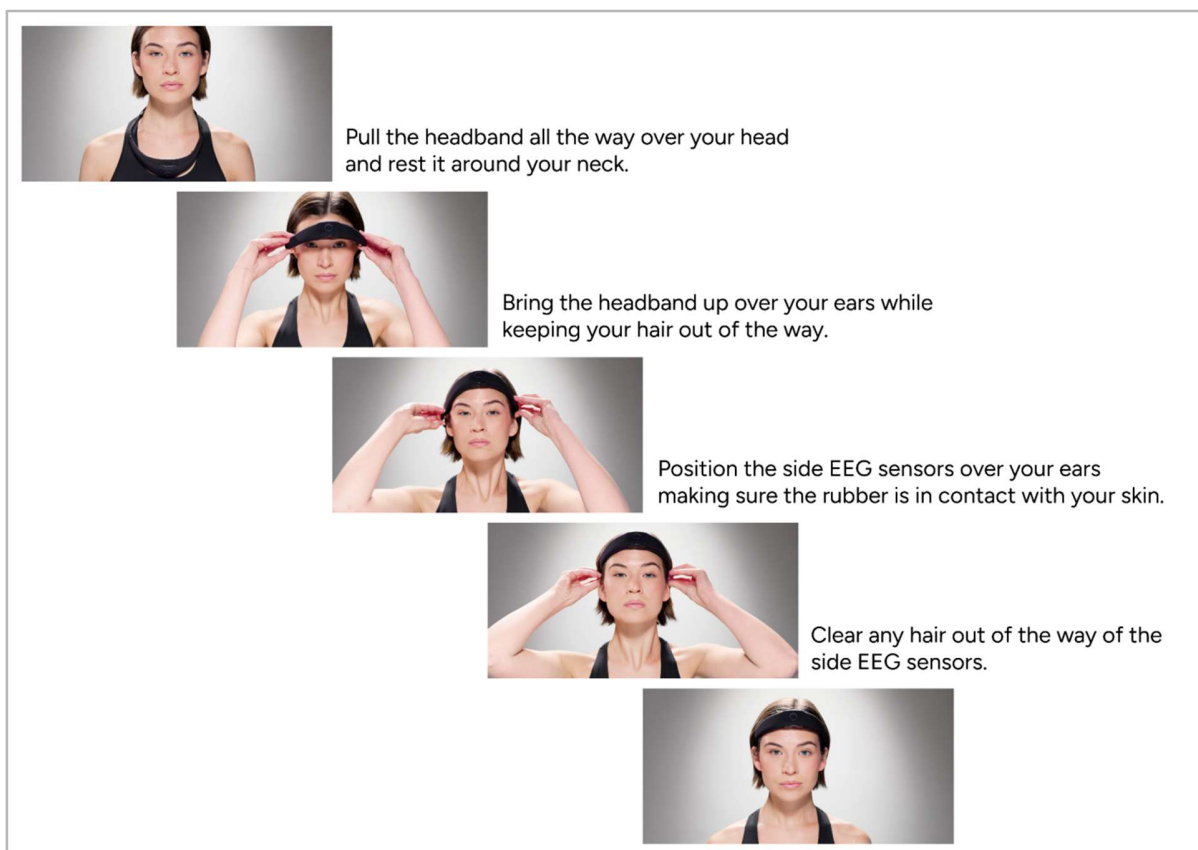 Pull the headband all the way over your head
and rest it around your neck.
Bring the headband up over your ears while
keeping your hair out of the way.
Position the side EEG sensors over your ears
making sure the rubber is in contact with your skin.
Clear any hair out of the way of the
side EEG sensors.